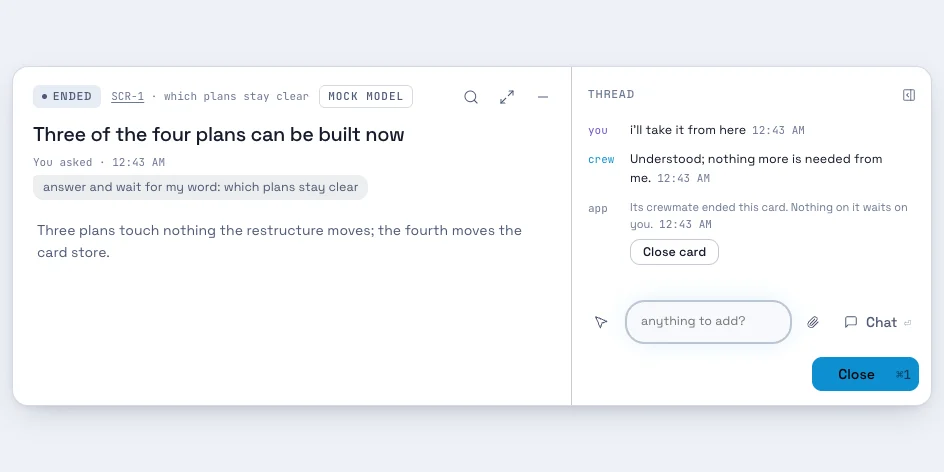 ENDED SCR-1 · which plans stay clear MOCK MODEL
Three of the four plans can be built now
You asked · 12:43 AM
answer and wait for my word: which plans stay clear
Three plans touch nothing the restructure moves; the fourth moves the
card store.
THREAD
you i'll take it from here 12:43 AM
crew Understood; nothing more is needed from
me. 12:43 AM
app Its crewmate ended this card. Nothing on it waits on
you. 12:43 AM
Close card
anything to add?
Chat ⏎
Close ⌘1